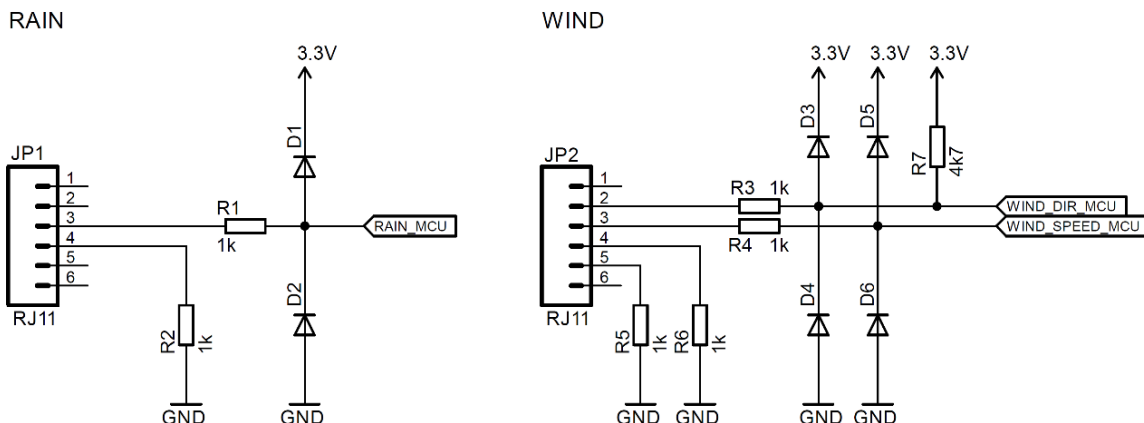 RAIN
WIND
3.3V
3.3V
3.3V
3.3V
D1
D3
D5
R7
4k7
JP1
1
2
3
4
5
6
RJ11
R1
1k
RAIN_MCU
R2
1k
D2
GND
GND
JP2
1
2
3
4
5
6
RJ11
R3 1k
R4 1k
WIND_DIR_MCU
WIND_SPEED_MCU
R5
1k
R6
1k
D4
D6
GND
GND
GND
GND